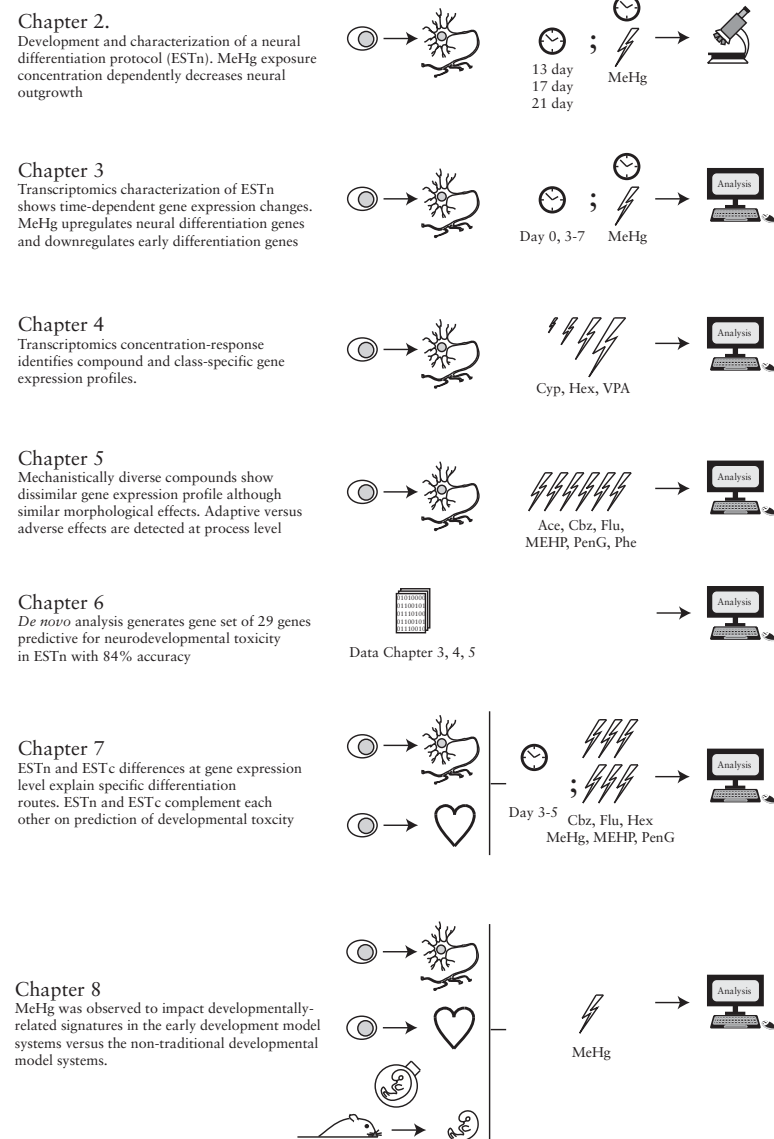 Chapter 2.
Development and characterization of a neural
differentiation protocol (ESTn). MeHg exposure
concentration dependently decreases neural
outgrowth
13 day
17 day
21 day
;
MeHg
Chapter 3
Transcriptomics characterization of ESTn
shows time-dependent gene expression changes.
MeHg upregulates neural differentiation genes
and downregulates early differentiation genes
Day 0, 3-7
;
MeHg
Analysis
Chapter 4
Transcriptomics concentration-response
identifies compound and class-specific gene
expression profiles.
Cyp, Hex, VPA
Analysis
Chapter 5
Mechanistically diverse compounds show
dissimilar gene expression profile although
similar morphological effects. Adaptive versus
adverse effects are detected at process level
Ace, Cbz, Flu,
MEHP, PenG, Phe
Analysis
Chapter 6
De novo analysis generates gene set of 29 genes
predictive for neurodevelopmental toxicity
in ESTn with 84% accuracy
01010000
01100101
01110100
01100101
01110010
Data Chapter 3, 4, 5
Analysis
Chapter 7
ESTn and ESTc differences at gene expression
level explain specific differentiation
routes. ESTn and ESTc complement each
other on prediction of developmental toxcity
Day 3-5
;
Cbz, Flu, Hex
MeHg, MEHP, PenG
Analysis
Chapter 8
MeHg was observed to impact developmentally-
related signatures in the early development model
systems versus the non-traditional developmental
model systems.
MeHg
Analysis